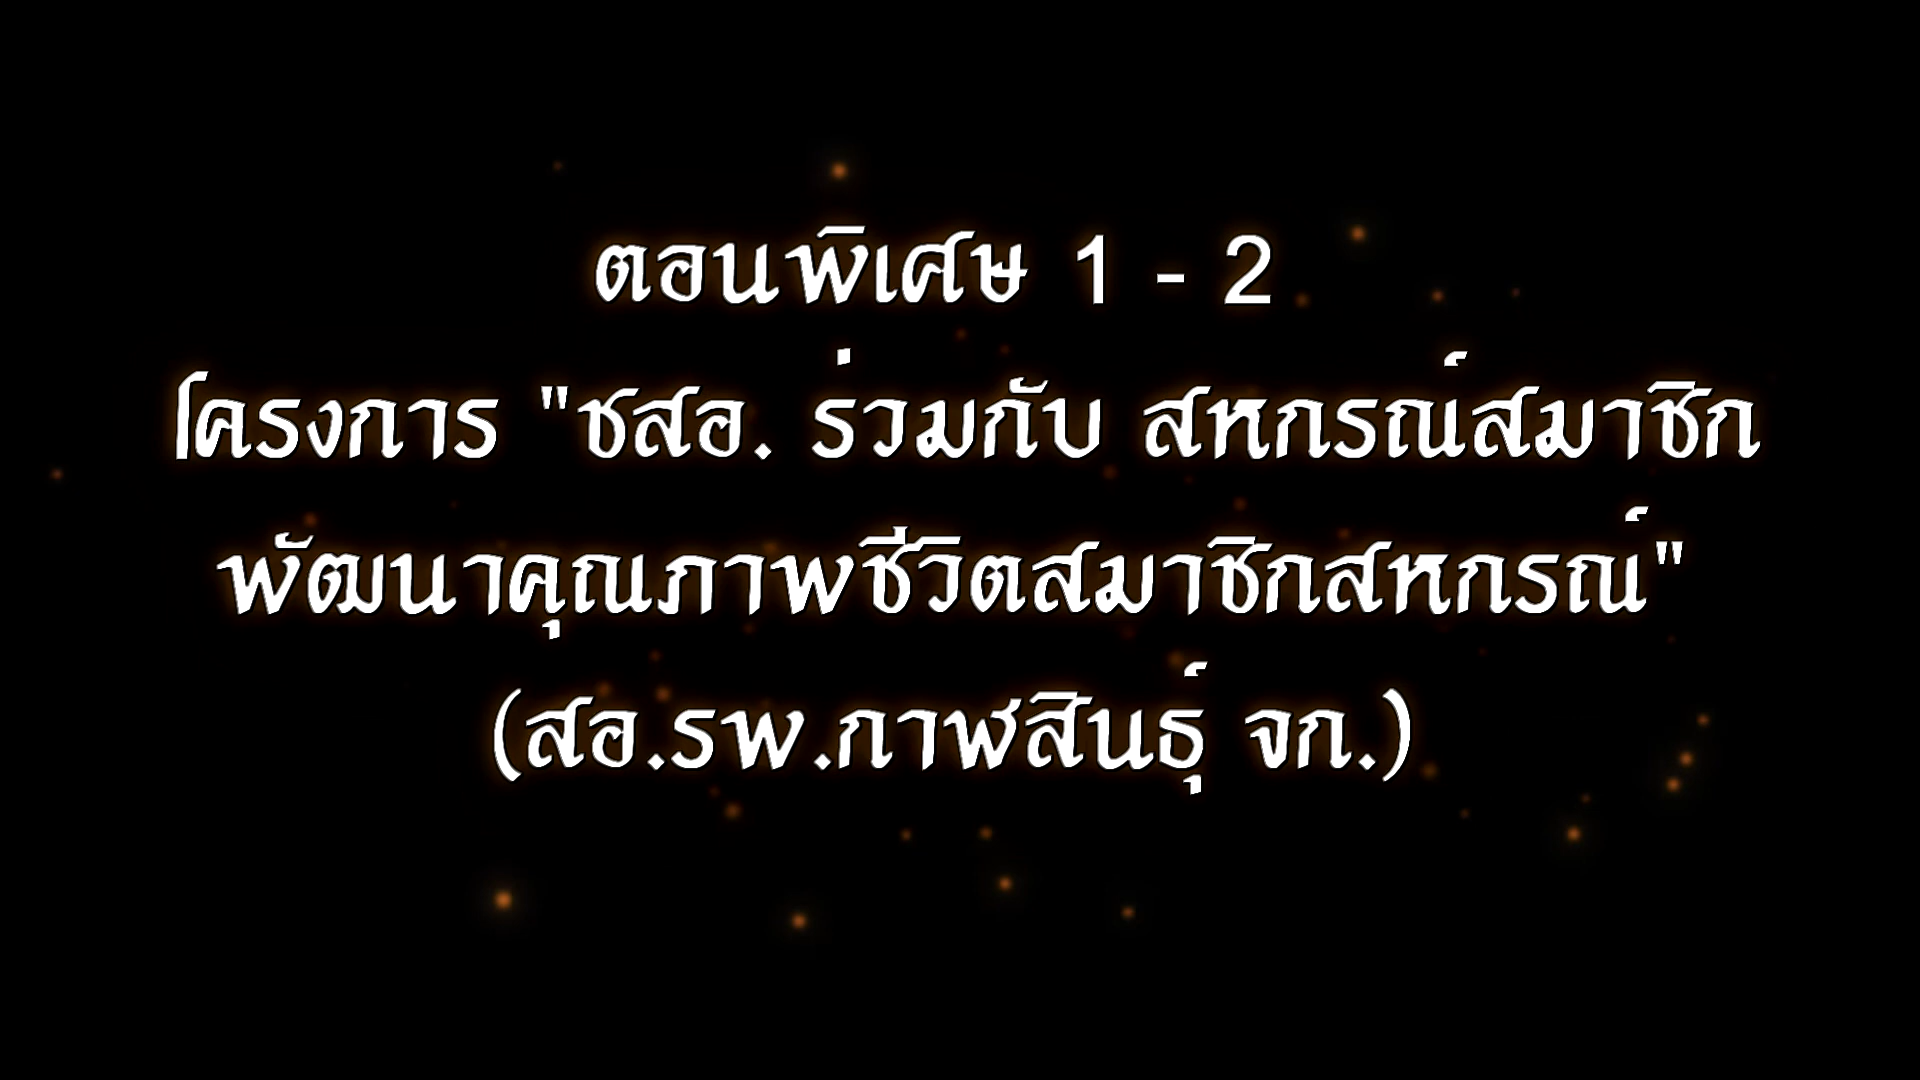 ตอนพิเศษ 1 - 2
โครงการ "ชสอ. ร่วมกับ สหกรณ์สมาชิก
พัฒนาคุณภาพชีวิตสมาชิกสหกรณ์"
(สอ.รพ.กาฬสินธุ์ จก.)